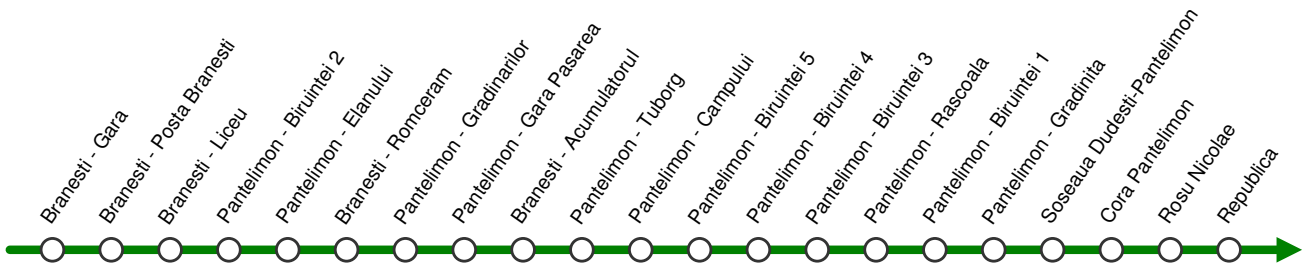 Branesti - Gara
Branesti - Posta Branesti
Branesti - Liceu
Pantelimon - Biruintei 2
Pantelimon - Elanului
Branesti - Romceram
Pantelimon - Gradinarilor
Pantelimon - Gara Pasarea
Branesti - Acumulatorul
Pantelimon - Tuborg
Pantelimon - Campului
Pantelimon - Biruintei 5
Pantelimon - Biruintei 4
Pantelimon - Biruintei 3
Pantelimon - Rascoala
Pantelimon - Biruintei 1
Pantelimon - Gradinita
Soseaua Dudesti-Pantelimon
Cora Pantelimon
Rosu Nicolae
Republica